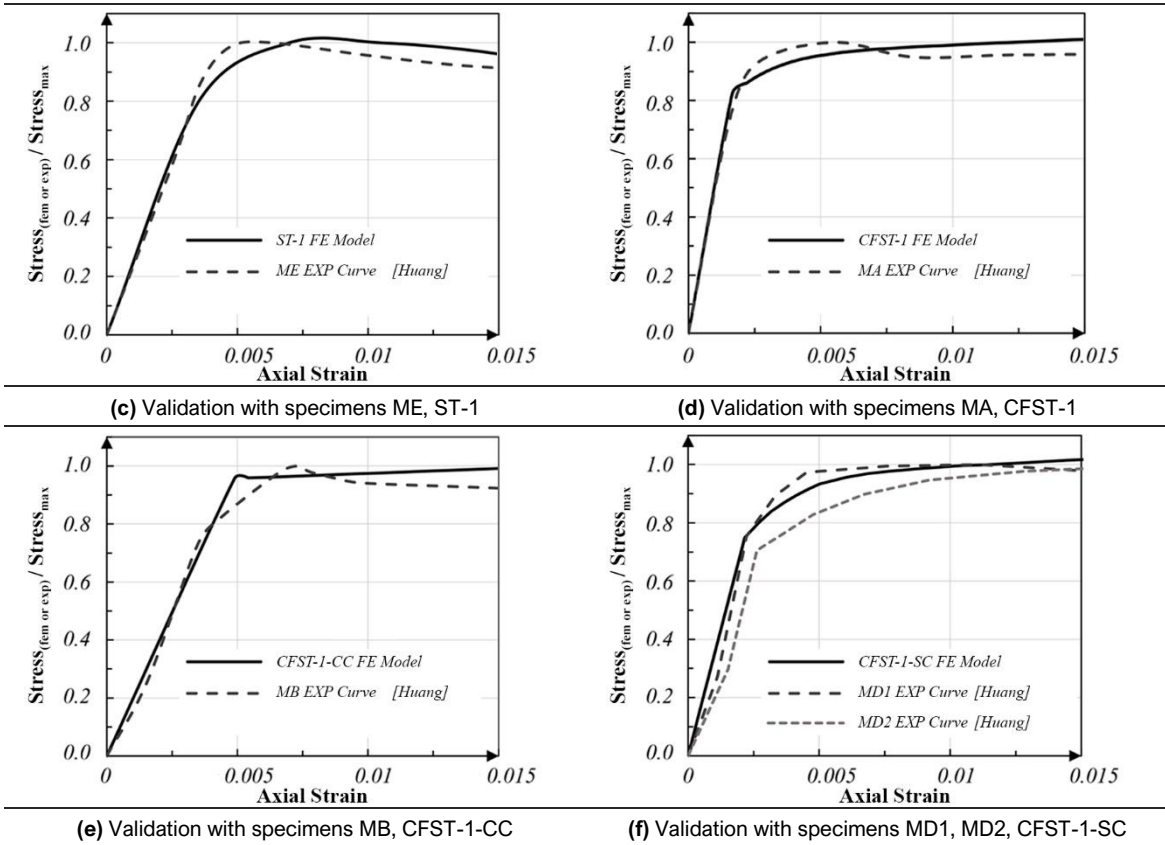 Stress(fem or exp) / Stressmax
1.0
0.8
0.6
0.4
0.2
0.0
ST-1 FE Model
ME EXP Curve [Huang]
0 0.005 0.01 0.015
Axial Strain
(c) Validation with specimens ME, ST-1
Stress(fem or exp) / Stressmax
1.0
0.8
0.6
0.4
0.2
0.0
CFST-1 FE Model
MA EXP Curve [Huang]
0 0.005 0.01 0.015
Axial Strain
(d) Validation with specimens MA, CFST-1
Stress(fem or exp) / Stressmax
1.0
0.8
0.6
0.4
0.2
0.0
CFST-1-CC FE Model
MB EXP Curve [Huang]
0 0.005 0.01 0.015
Axial Strain
(e) Validation with specimens MB, CFST-1-CC
Stress(fem or exp) / Stressmax
1.0
0.8
0.6
0.4
0.2
0.0
CFST-1-SC FE Model
MD1 EXP Curve [Huang]
MD2 EXP Curve [Huang]
0 0.005 0.01 0.015
Axial Strain
(f) Validation with specimens MD1, MD2, CFST-1-SC